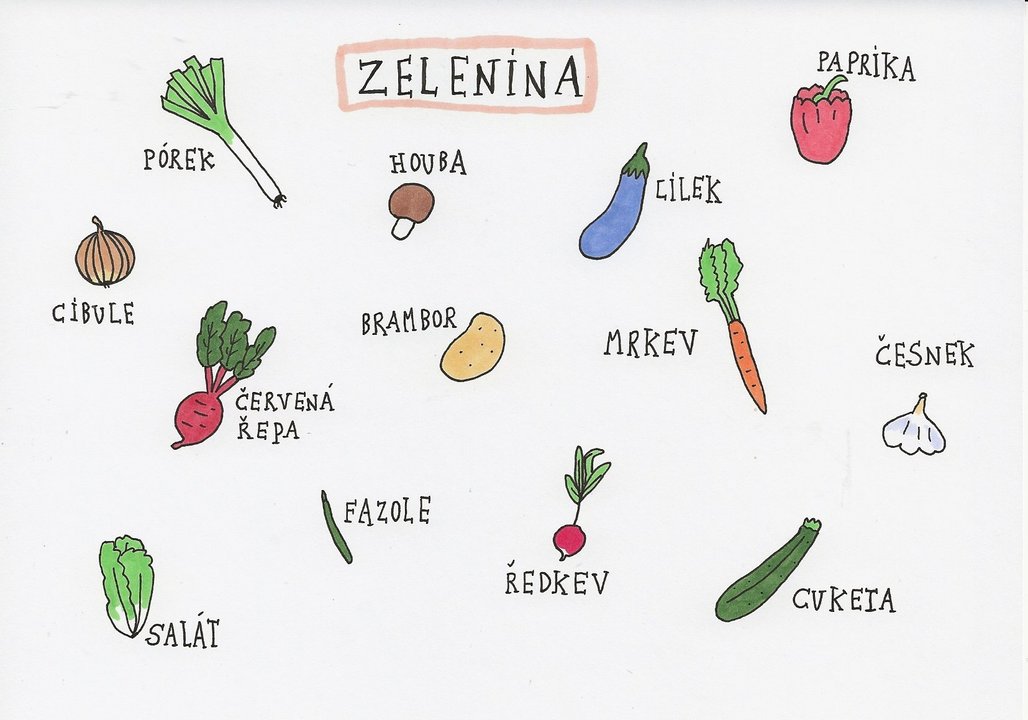 ZELENINA
PAPRIKA
PÓREK
HOUBA
LILEK
CIBULE
BRAMBOR
MRKEV
ČESNEK
ČERVENÁ
ŘEPA
FAZOLE
ŘEDKEV
CUKETA
SALÁT